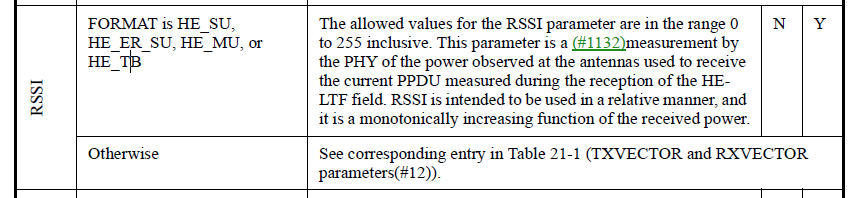 RSSI
FORMAT is HE_SU,
HE_ER_SU, HE_MU, or
HE_TB
The allowed values for the RSSI parameter are in the range 0
to 255 inclusive. This parameter is a (#1132)measurement by
the PHY of the power observed at the antennas used to receive
the current PPDU measured during the reception of the HE-
LTF field. RSSI is intended to be used in a relative manner, and
it is a monotonically increasing function of the received power.
N
Y
Otherwise
See corresponding entry in Table 21-1 (TXVECTOR and RXVECTOR
parameters(#12)).